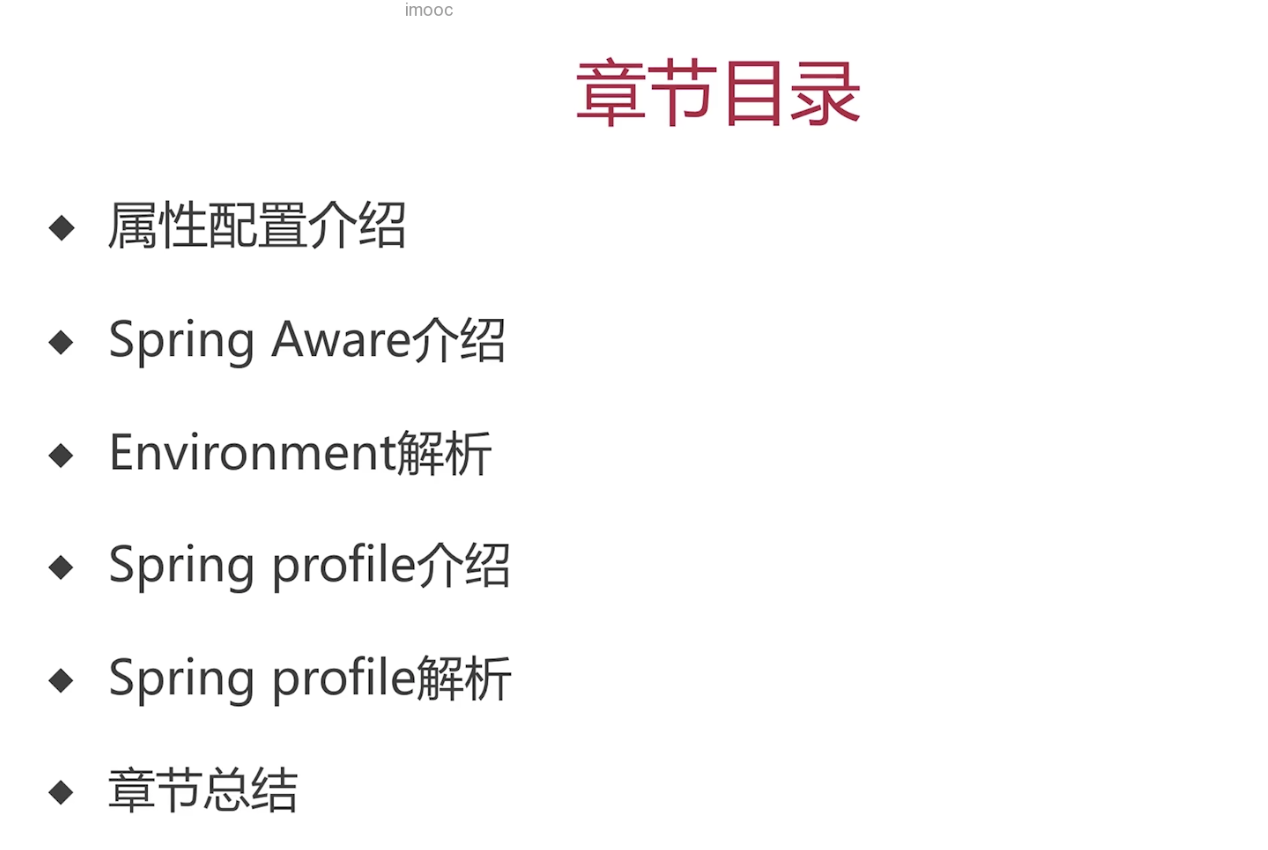 imooc
章节目录
属性配置介绍
Spring Aware介绍
Environment解析
Spring profile介绍
Spring profile解析
章节总结